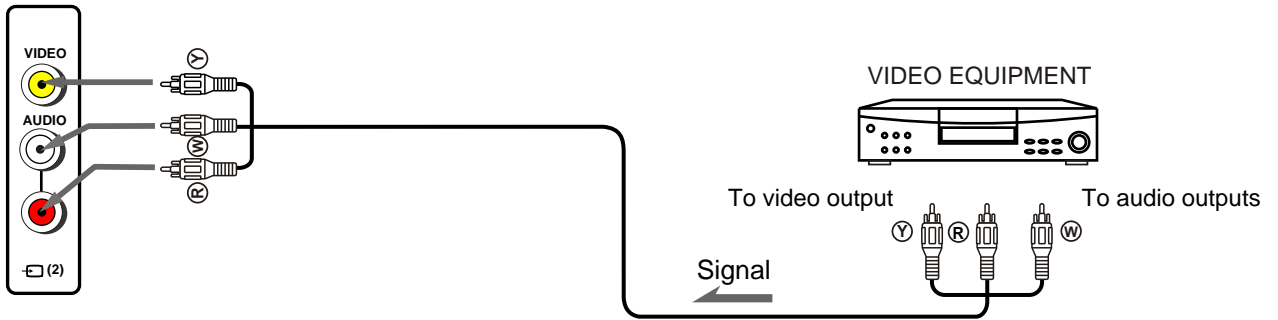 VIDEO
AUDIO
(2)
Y
W
R
VIDEO EQUIPMENT
To video output
To audio outputs
Y
R
W
Signal